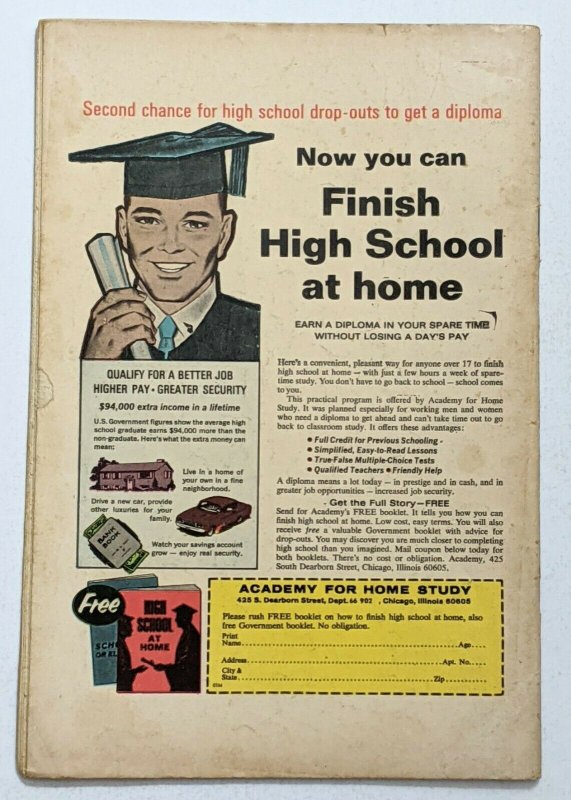 Second chance for high school drop-outs to get a diploma
Now you can
Finish
High School
at home
EARN A DIPLOMA IN YOUR SPARE TIME
WITHOUT LOSING A DAY'S PAY
Here's a convenient, pleasant way for anyone over 17 to finish
high school at home — with just a few hours a week of spare-
time study. You don't have to go back to school — school comes
to you.
This practical program is offered by Academy for Home
Study. It was planned especially for working men and women
who need a diploma to get ahead and can't take time out to go
back to classroom study. It offers these advantages:
• Full Credit for Previous Schooling •
• Simplified, Easy-to-Read Lessons
• True-False Multiple-Choice Tests
• Qualified Teachers • Friendly Help
A diploma means a lot today — in prestige and in cash, and in
greater job opportunities — increased job security.
- Get the Full Story—FREE
Send for Academy's FREE booklet. It tells you how you can
finish high school at home. Low cost, easy terms. You will also
receive free a valuable Government booklet with advice for
drop-outs. You may discover you are much closer to completing
high school than you imagined. Mail coupon below today for
both booklets. There's no cost or obligation. Academy, 425
South Dearborn Street, Chicago, Illinois 60605.
QUALIFY FOR A BETTER JOB
HIGHER PAY • GREATER SECURITY
$94,000 extra income in a lifetime
U.S. Government figures show the average high
school graduate earns $94,000 more than the
non-graduate. Here's what the extra money can
mean:
Live in a home of
your own in a fine
neighborhood.
Drive a new car, provide
other luxuries for your
family.
BANK
BOOK
Watch your savings account
grow — enjoy real security.
Free
HIGH
SCHOOL
AT
HOME
ACADEMY FOR HOME STUDY
425 S. Dearborn Street, Dept. 66 902 , Chicago, Illinois 60605
Please rush FREE booklet on how to finish high school at home, also
free Government booklet. No obligation.
Print
Name Age
Address Apt. No.
City &
State Zip